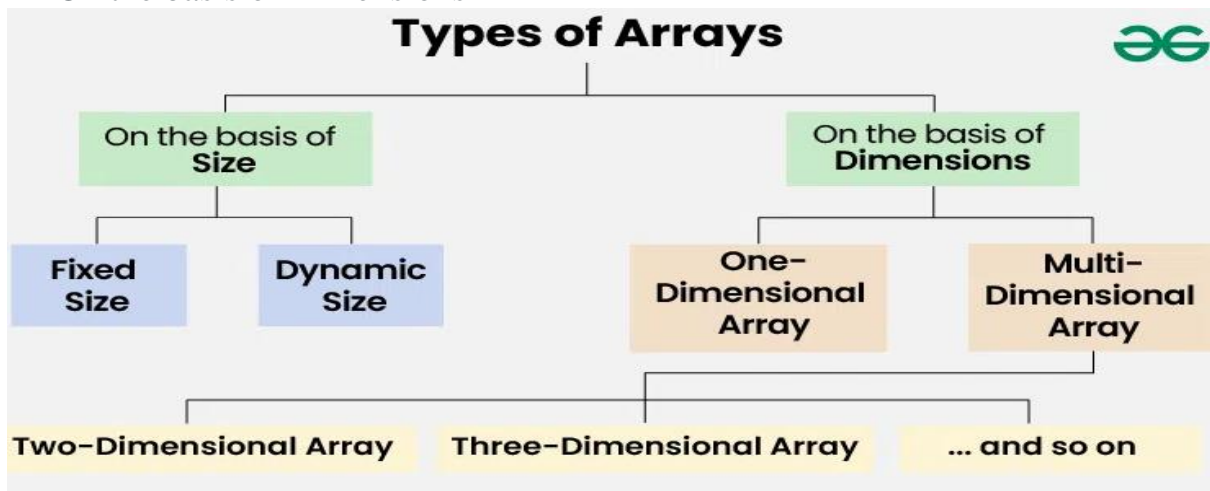 Types of Arrays
On the basis of
Size
On the basis of
Dimensions
Fixed
Size
Dynamic
Size
One-
Dimensional
Array
Multi-
Dimensional
Array
Two-Dimensional Array
Three-Dimensional Array
... and so on